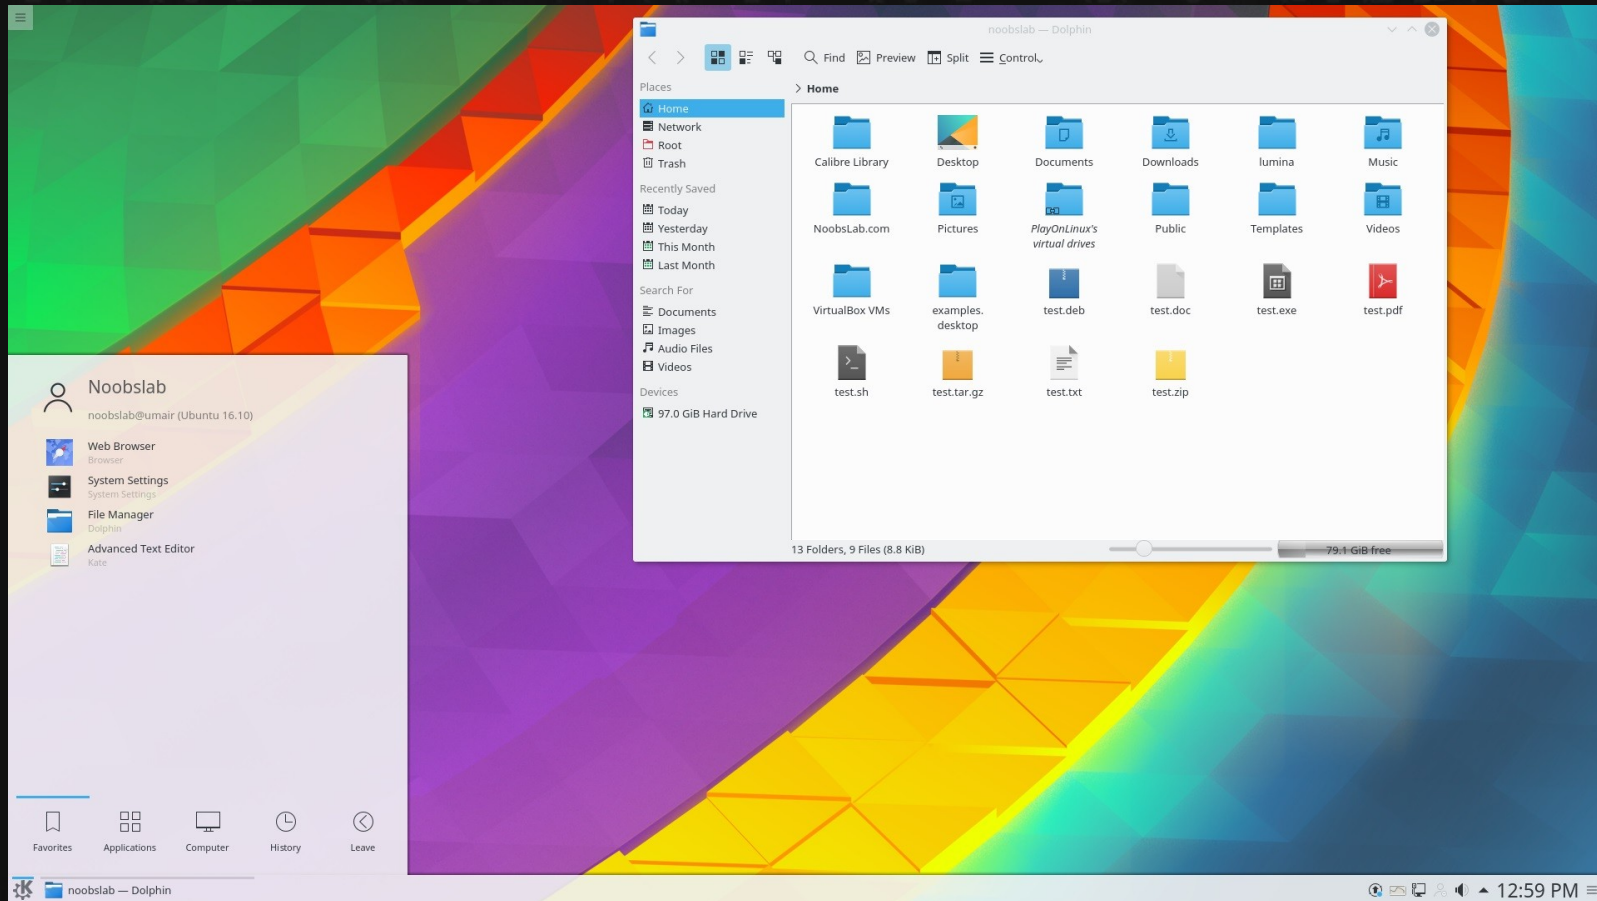 noobslab — Dolphin
Find
Preview
Split
Control
Places
Home
Network
Root
Trash
Recently Saved
Today
Yesterday
This Month
Last Month
Search For
Documents
Images
Audio Files
Videos
Devices
97.0 GiB Hard Drive
Home
Calibre Library
Desktop
Documents
Downloads
lumina
Music
NoobsLab.com
Pictures
PlayOnLinux's
virtual drives
Public
Templates
Videos
VirtualBox VMs
examples.
desktop
test.deb
test.doc
test.exe
test.pdf
test.sh
test.tar.gz
test.txt
test.zip
13 Folders, 9 Files (8.8 KiB)
79.1 GiB free
Noobslab
noobslab@umair (Ubuntu 16.10)
Web Browser
Browser
System Settings
System Settings
File Manager
Dolphin
Advanced Text Editor
Kate
Favorites
Applications
Computer
History
Leave
noobslab — Dolphin
12:59 PM